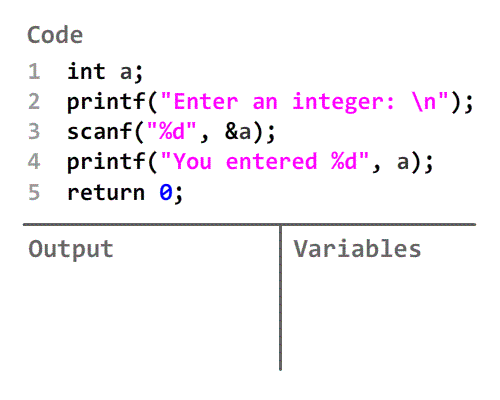 Code
1 int a;
2 printf("Enter an integer: \n");
3 scanf("%d", &a);
4 printf("You entered %d", a);
5 return 0;
Output
Variables